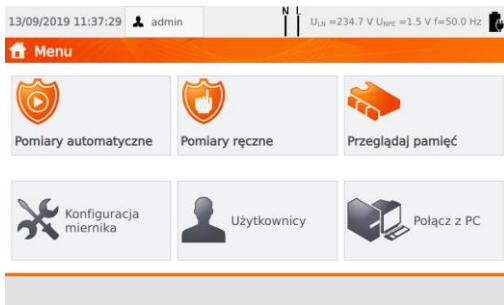 N L
13/09/2019 11:37:29 admin ULN =234.7 V UNPE =1.5 V f=50.0 Hz
Menu
Pomiary automatyczne Pomiary ręczne Przeglądaj pamięć
Konfiguracja
miernika
Użytkownicy
Połącz z PC